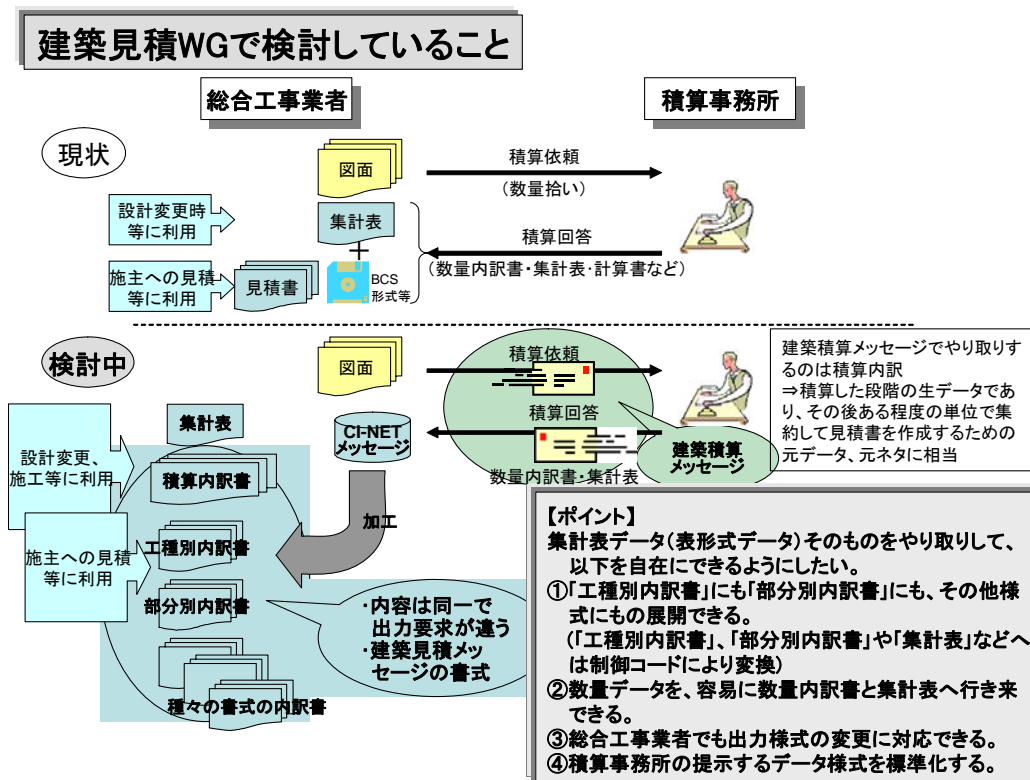 建築見積WGで検討していること
総合工事業者
積算事務所
現状
図面
積算依頼
(数量拾い)
設計変更時
等に利用
集計表
+
積算回答
(数量内訳書・集計表・計算書など)
施主への見積
等に利用
見積書
BCS
形式等
検討中
図面
積算依頼
積算回答
数量内訳書・集計表
建築積算
メッセージ
建築積算メッセージでやり取りす
るのは積算内訳
⇒積算した段階の生データであ
り、その後ある程度の単位で集
約して見積書を作成するための
元データ、元ネタに相当
CI-NET
メッセージ
集計表
設計変更、
施工等に利用
積算内訳書
加工
施主への見積
等に利用
工種別内訳書
部分別内訳書
・内容は同一で
出力要求が違う
・建築見積メッ
セージの書式
種々の書式の内訳書
【ポイント】
集計表データ(表形式データ)そのものをやり取りして、
以下を自在にできるようにしたい。
①「工種別内訳書」にも「部分別内訳書」にも、その他様
式にもの展開できる。
(「工種別内訳書」、「部分別内訳書」や「集計表」などへ
は制御コードにより変換)
②数量データを、容易に数量内訳書と集計表へ行き来
できる。
③総合工事業者でも出力様式の変更に対応できる。
④積算事務所の提示するデータ様式を標準化する。